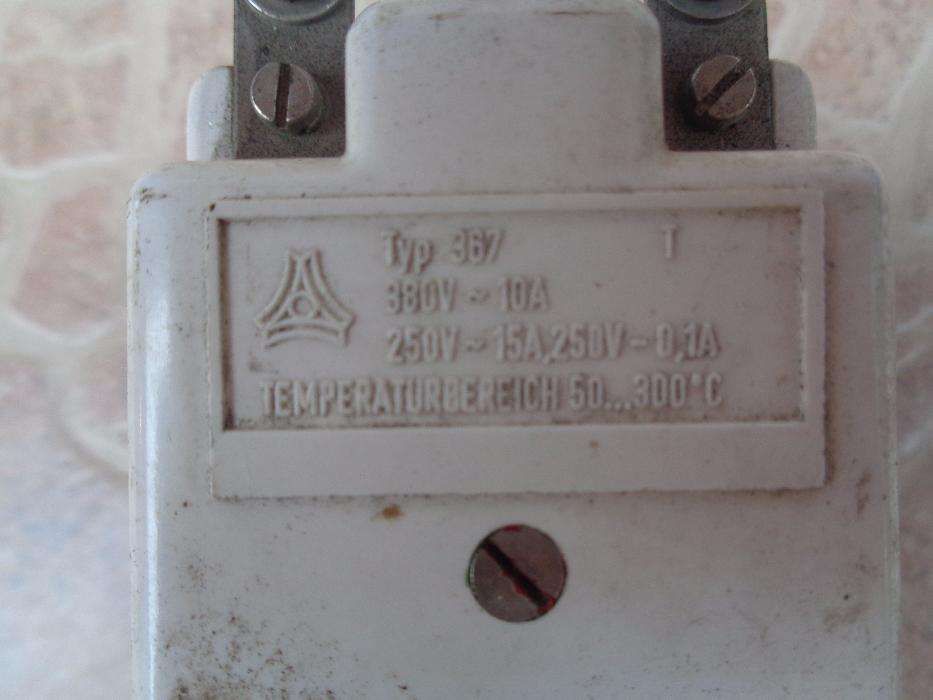 Typ 367 T
380V ~ 10A
250V ~ 15A,250V - 0,1A
TEMPERATURBEREICH 50...300°C